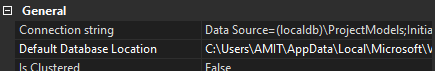 General
Connection string Data Source=(localdb)\ProjectModels;Initia
Default Database Location C:\Users\AMIT\AppData\Local\Microsoft\V
Is Clustered False